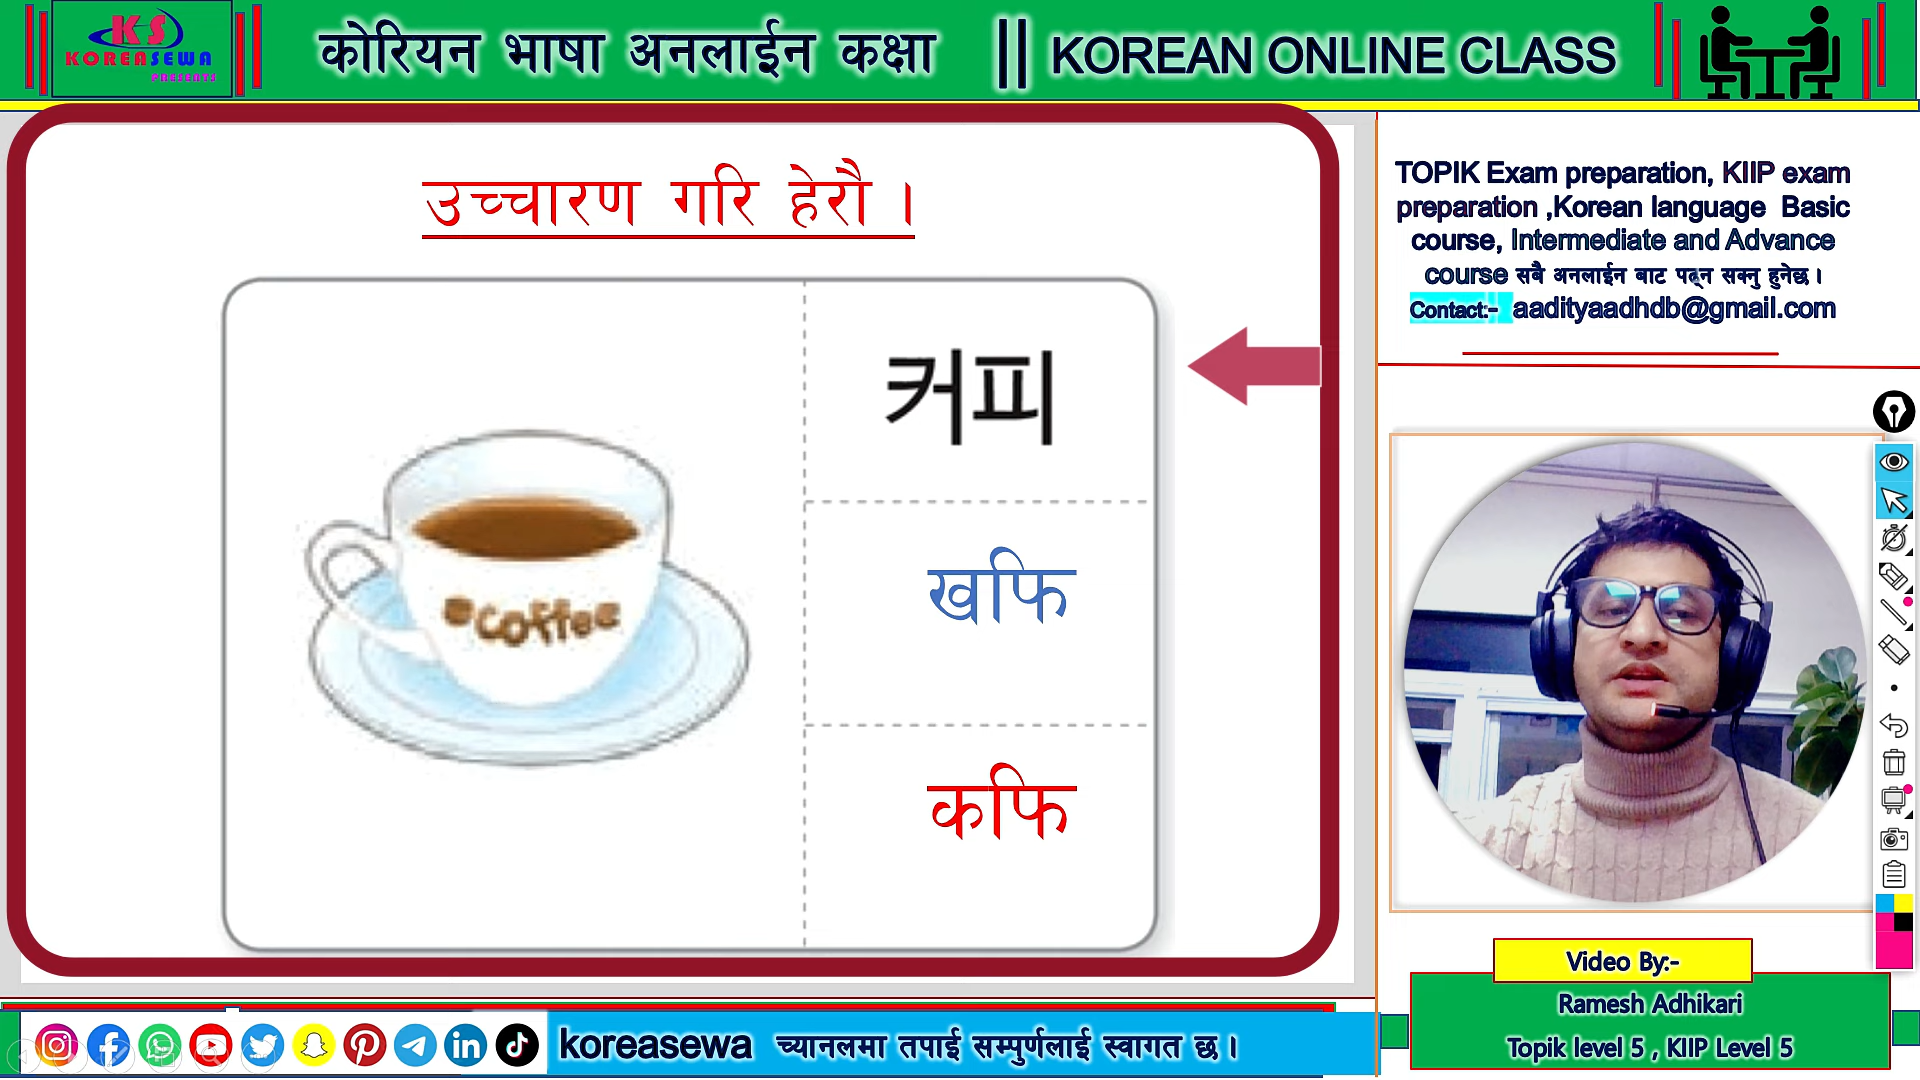 KS
KOREASEWA
PRESENTS
कोरियन भाषा अनलाईन कक्षा || KOREAN ONLINE CLASS
उच्चारण गरि हेरौ ।
커피
खफि
कफि
coffee
TOPIK Exam preparation, KIIP exam
preparation ,Korean language Basic
course, Intermediate and Advance
course सबै अनलाईन बाट पढ्न सक्नु हुनेछ ।
Contact:- aadityaadhdb@gmail.com
Video By:-
Ramesh Adhikari
Topik level 5 , KIIP Level 5
koreasewa च्यानलमा तपाई सम्पुर्णलाई स्वागत छ ।